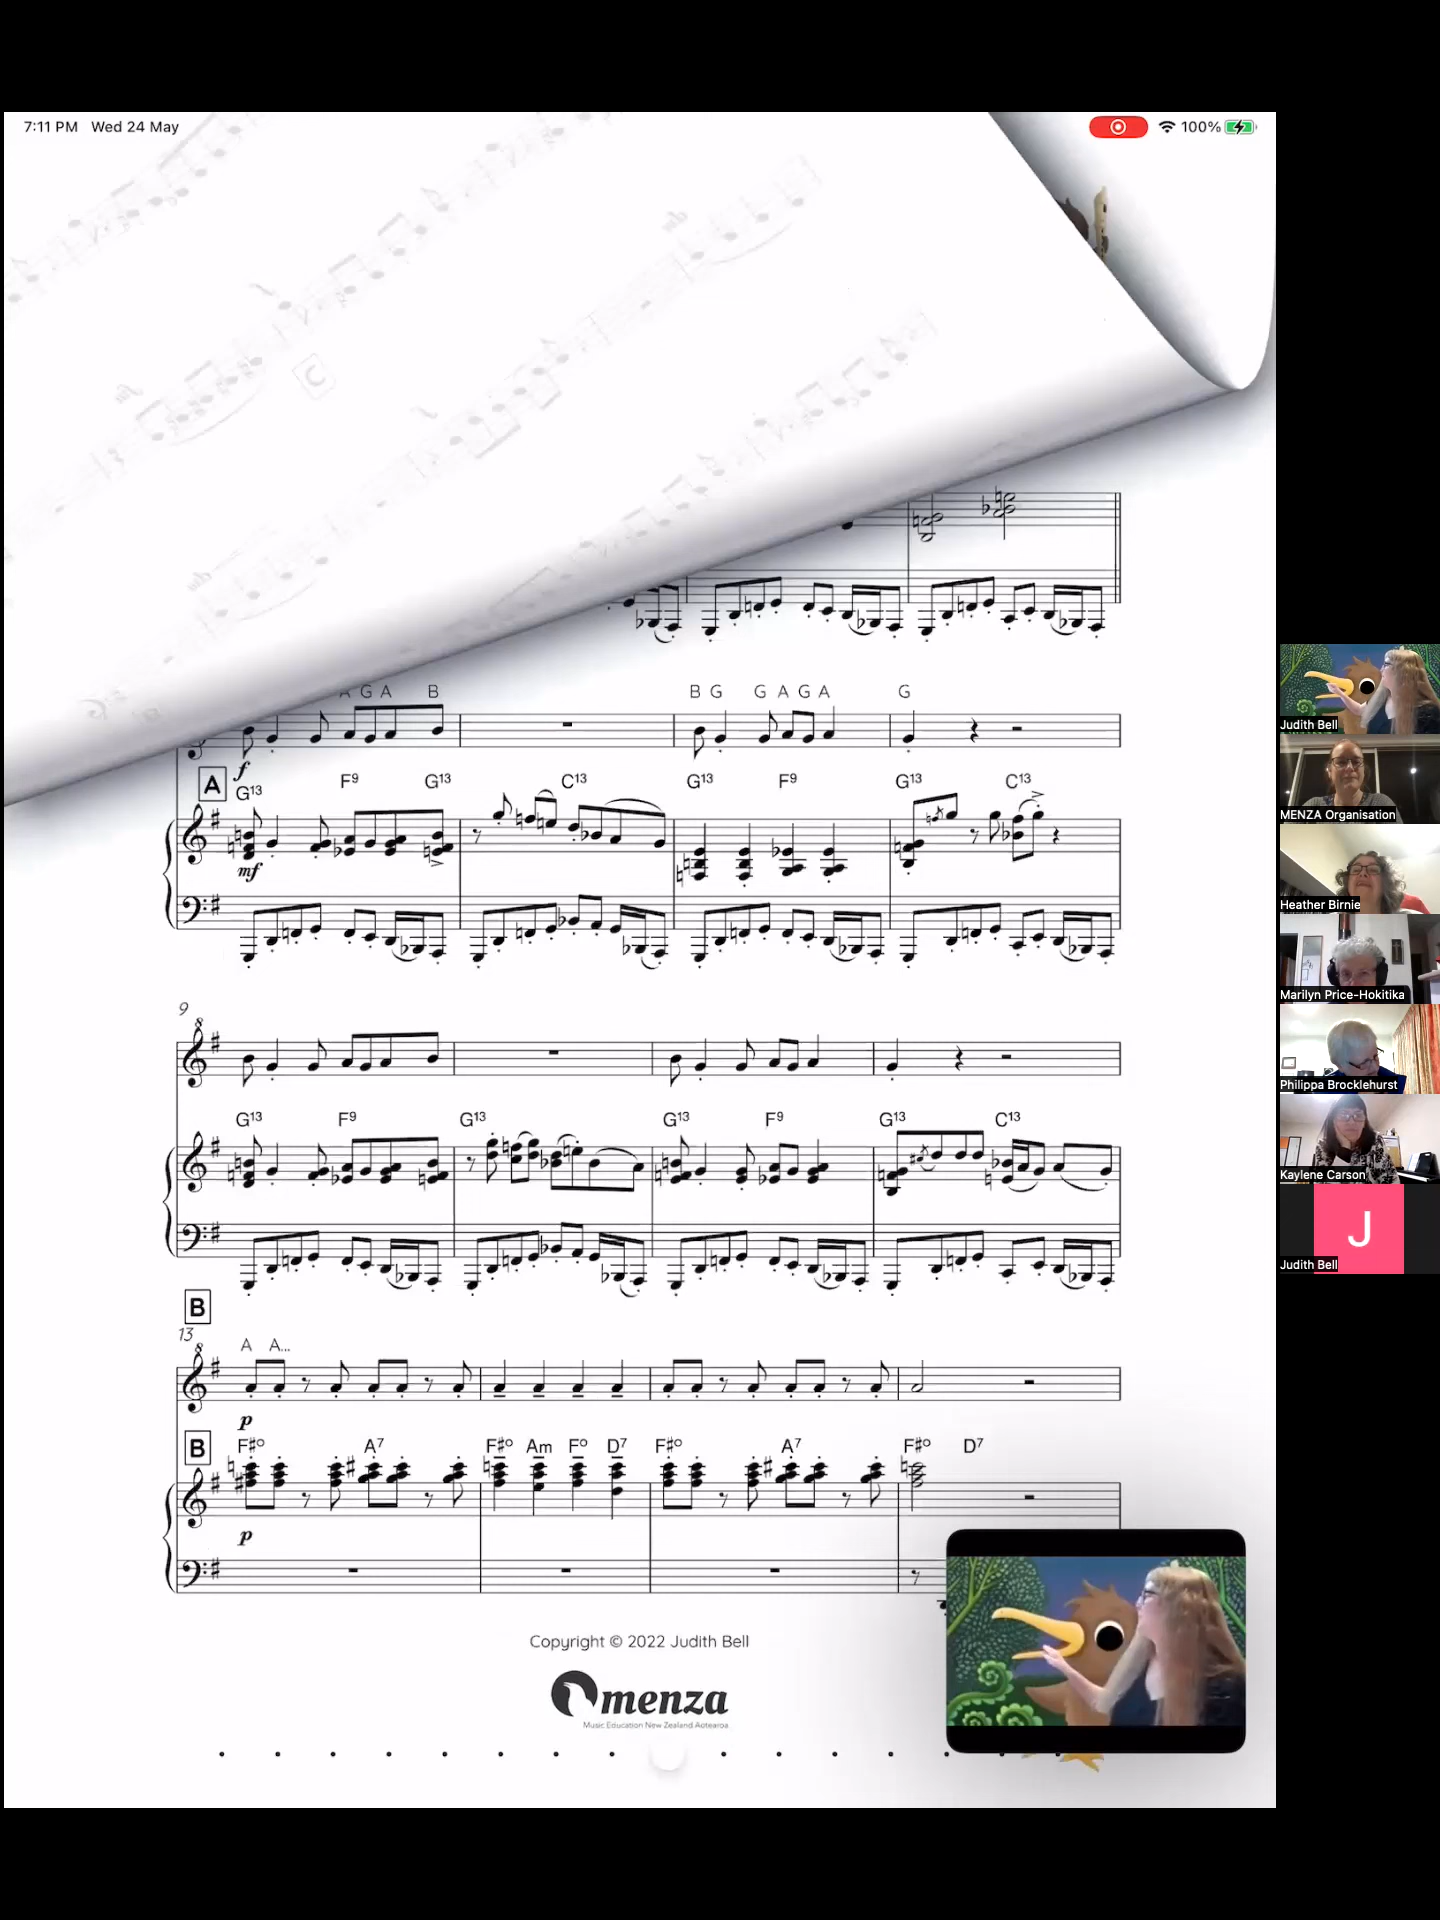 7:11 PM Wed 24 May
100%
C
A G A B B G G A G A G
f
A G13 F9 G13 C13 G13 F9 G13 C13
mf
9
G13 F9 G13 G13 F9 G13 C13
B
13
A A...
p
B F#o A7 F#o Am Fo D7 F#o A7 F#o D7
p
Copyright © 2022 Judith Bell
menza
Music Education New Zealand Aotearoa
Judith Bell
MENZA Organisation
Heather Birnie
Marilyn Price-Hokitika
Philippa Brocklehurst
Kaylene Carson
J
Judith Bell